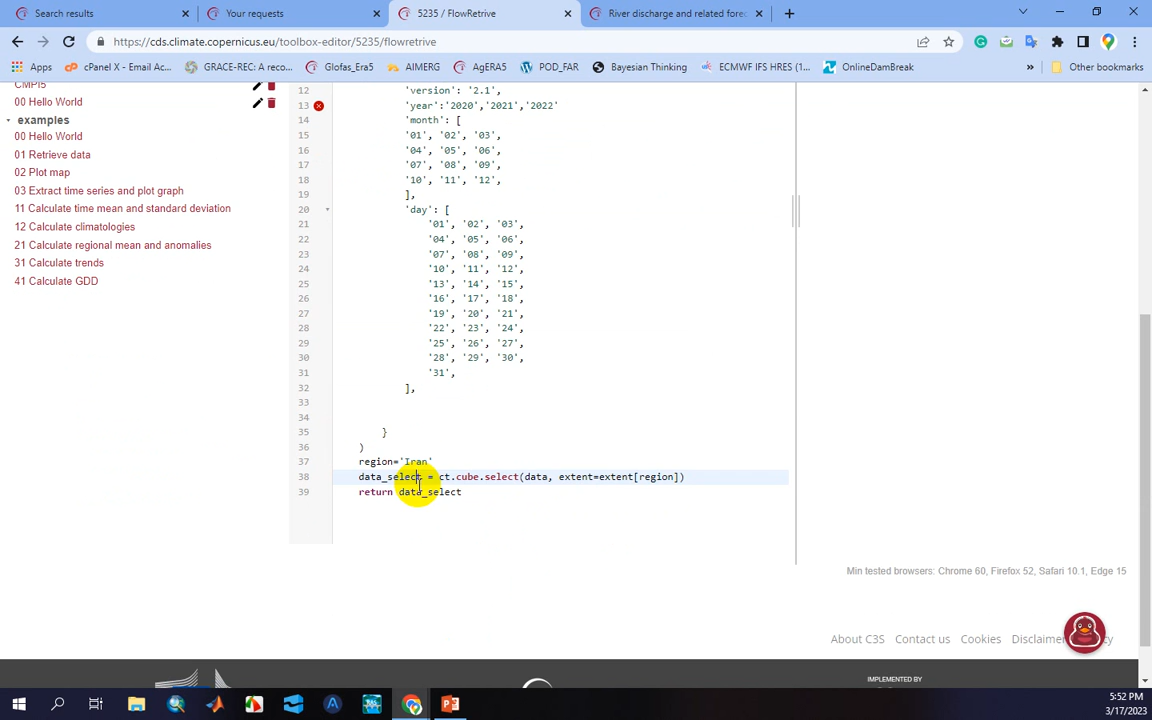 Search results
Your requests
5235 / FlowRetrive
River discharge and related fore
https://cds.climate.copernicus.eu/toolbox-editor/5235/flowretrive
Apps
cPanel X - Email Ac...
GRACE-REC: A reco...
Glofas_Era5
AIMERG
AgERA5
POD_FAR
Bayesian Thinking
ECMWF IFS HRES (1...
OnlineDamBreak
»
Other bookmarks
CMPI5
00 Hello World
examples
00 Hello World
01 Retrieve data
02 Plot map
03 Extract time series and plot graph
11 Calculate time mean and standard deviation
12 Calculate climatologies
21 Calculate regional mean and anomalies
31 Calculate trends
41 Calculate GDD
12 'version': '2.1',
13 'year':'2020','2021','2022'
14 'month': [
15 '01', '02', '03',
16 '04', '05', '06',
17 '07', '08', '09',
18 '10', '11', '12',
19 ],
20 'day': [
21 '01', '02', '03',
22 '04', '05', '06',
23 '07', '08', '09',
24 '10', '11', '12',
25 '13', '14', '15',
26 '16', '17', '18',
27 '19', '20', '21',
28 '22', '23', '24',
29 '25', '26', '27',
30 '28', '29', '30',
31 '31',
32 ],
33
34
35 }
36 )
37 region='Iran'
38 data_select = ct.cube.select(data, extent=extent[region])
39 return data_select
Min tested browsers: Chrome 60, Firefox 52, Safari 10.1, Edge 15
About C3S
Contact us
Cookies
Disclaimer
IMPLEMENTED BY
5:52 PM
3/17/2023